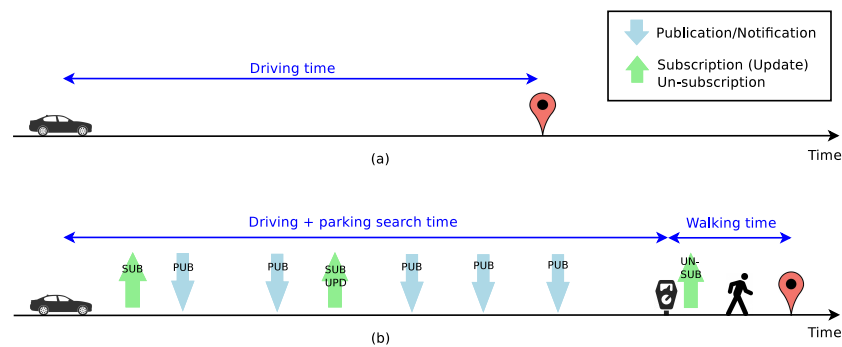 Publication/Notification
Subscription (Update)
Un-subscription
Driving time
Time
(a)
Driving + parking search time
Walking time
SUB
PUB
PUB
SUB
UPD
PUB
PUB
PUB
UN-
SUB
Time
(b)